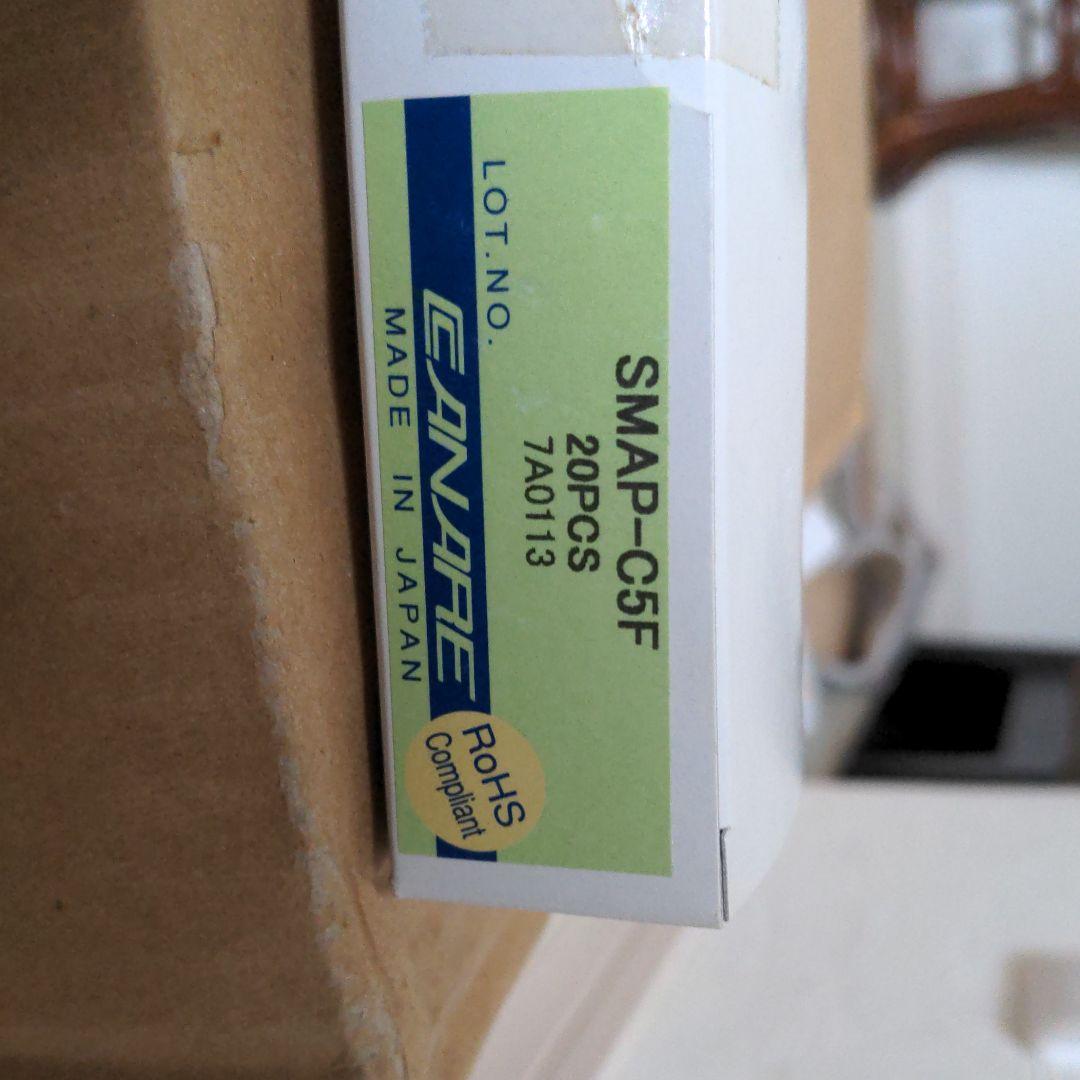 SMAP-C5F
20PCS
7A0113
LOT.NO.
CANARE
MADE IN JAPAN
RoHS
Compliant